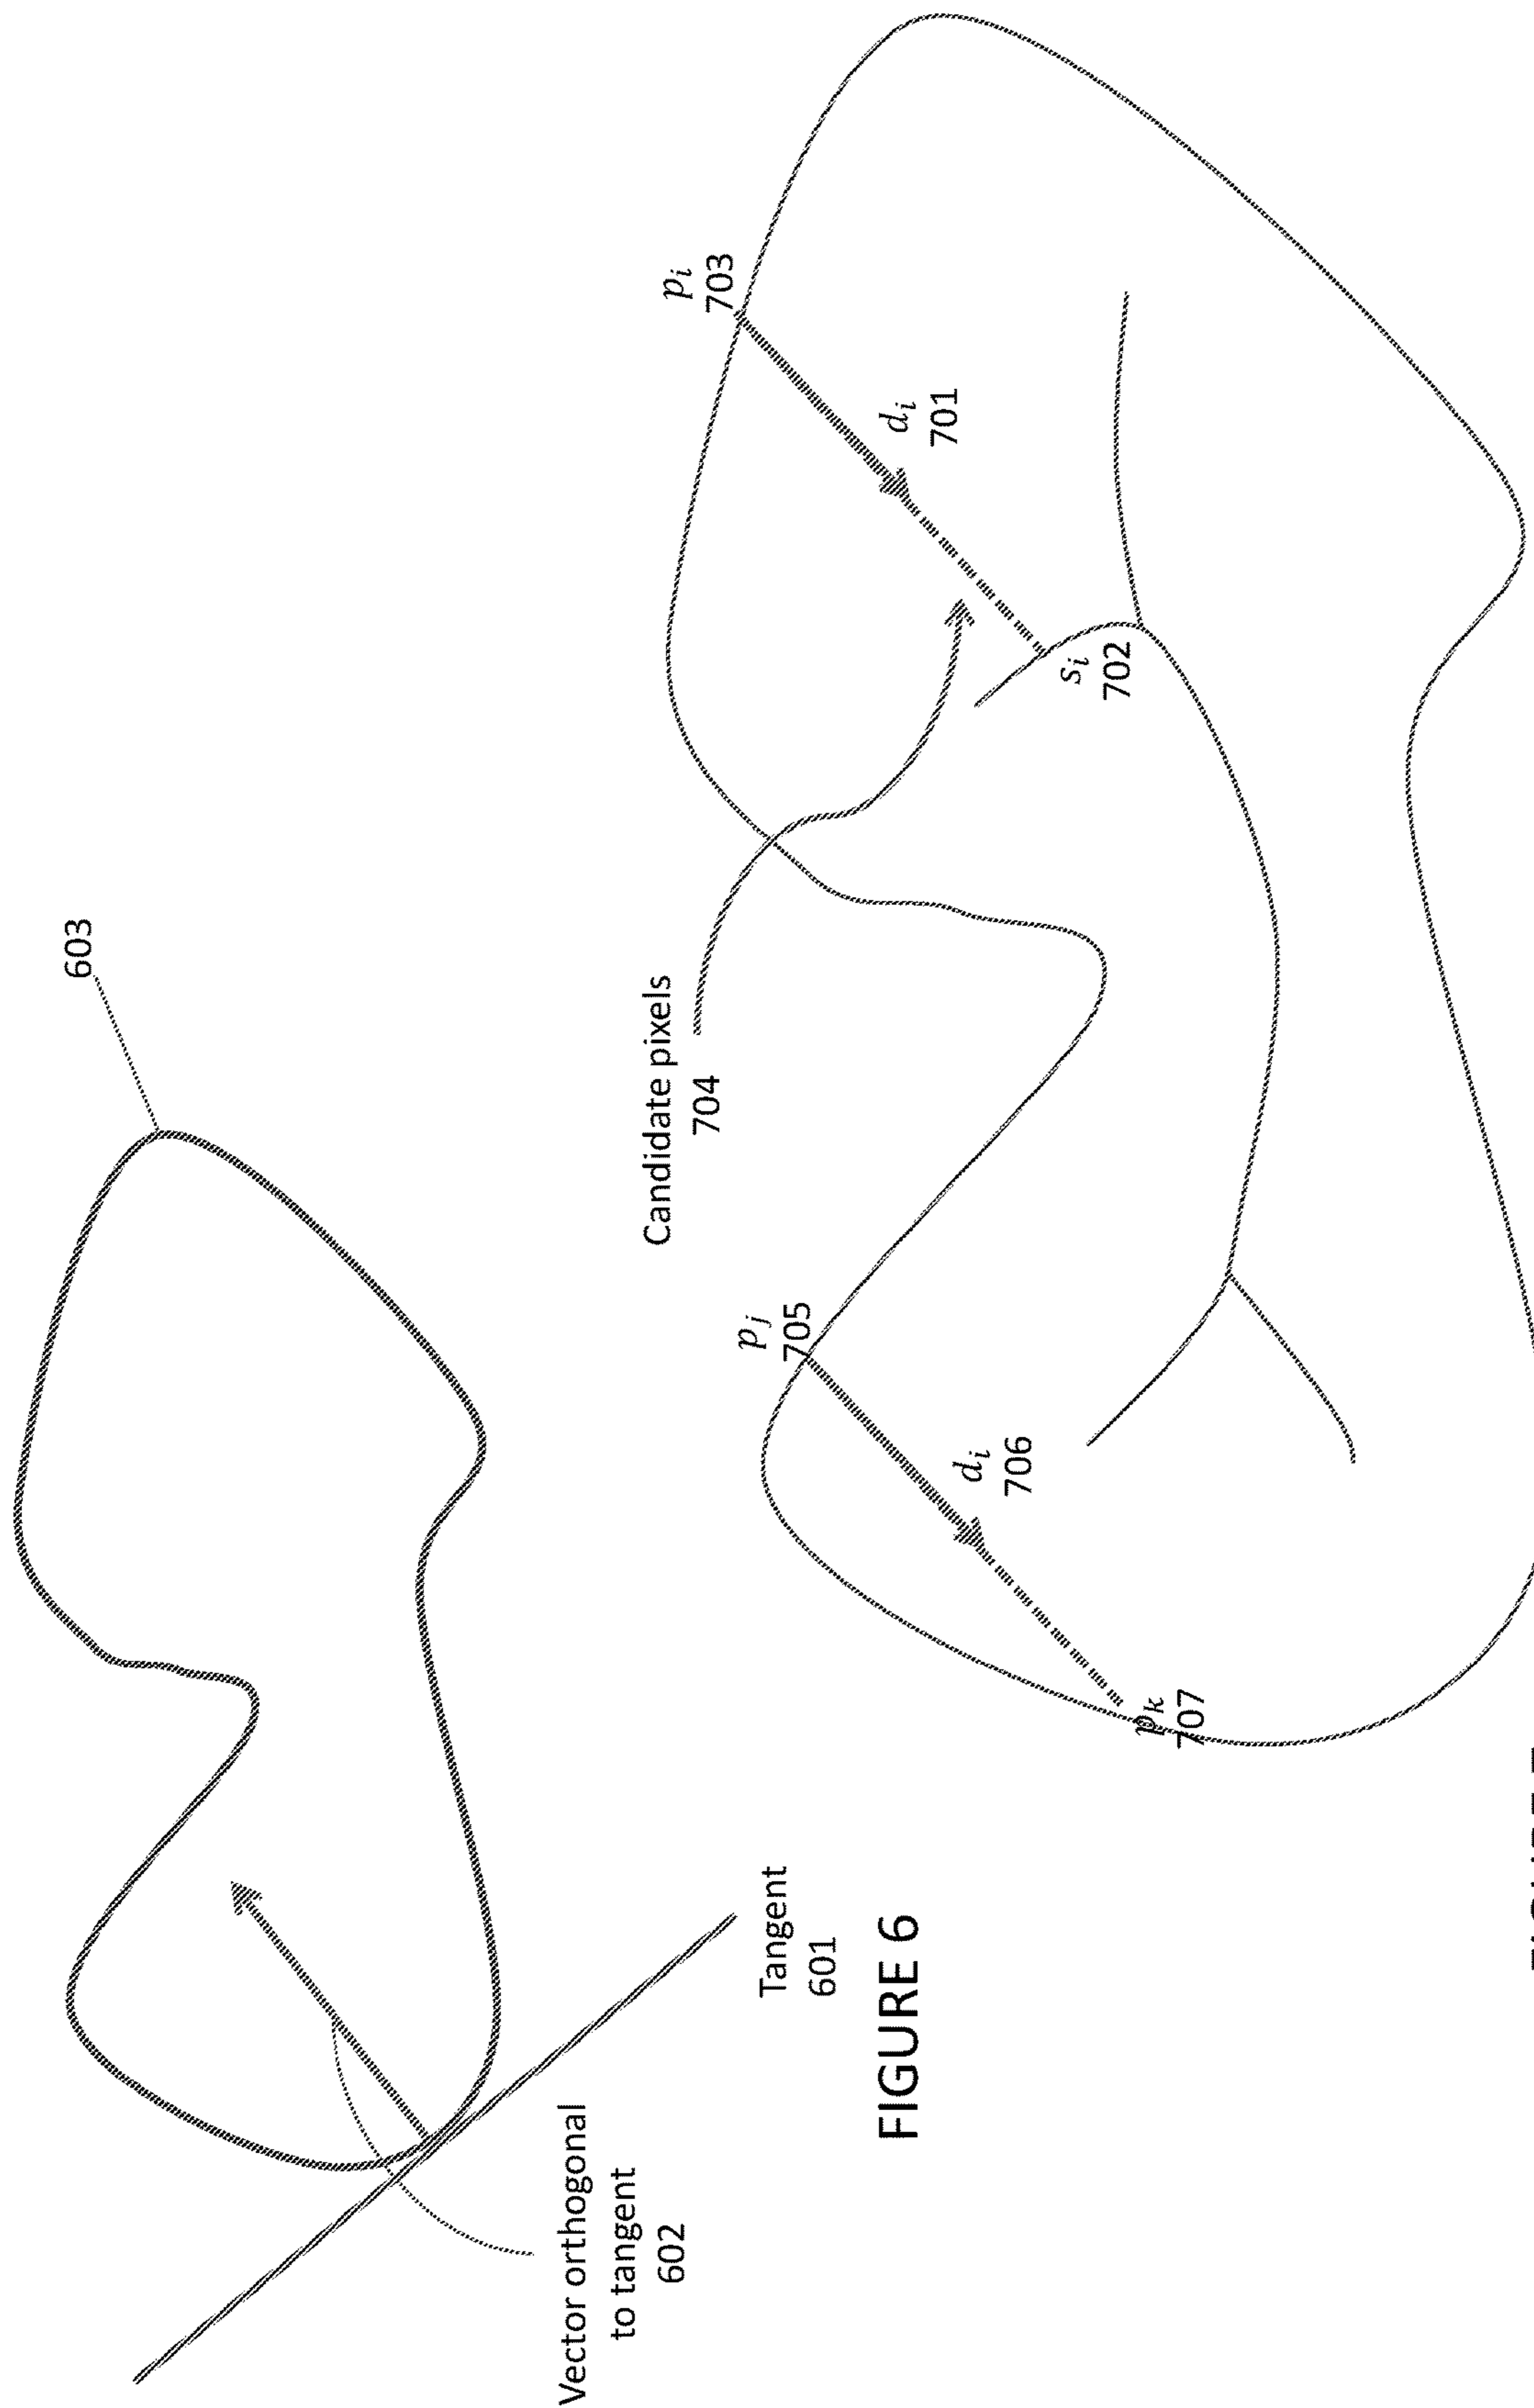 603
Vector orthogonal
to tangent
602
Tangent
601
FIGURE 6
Candidate pixels
704
p_i
703
d_i
701
s_i
702
p_j
705
d_i
706
p_k
707